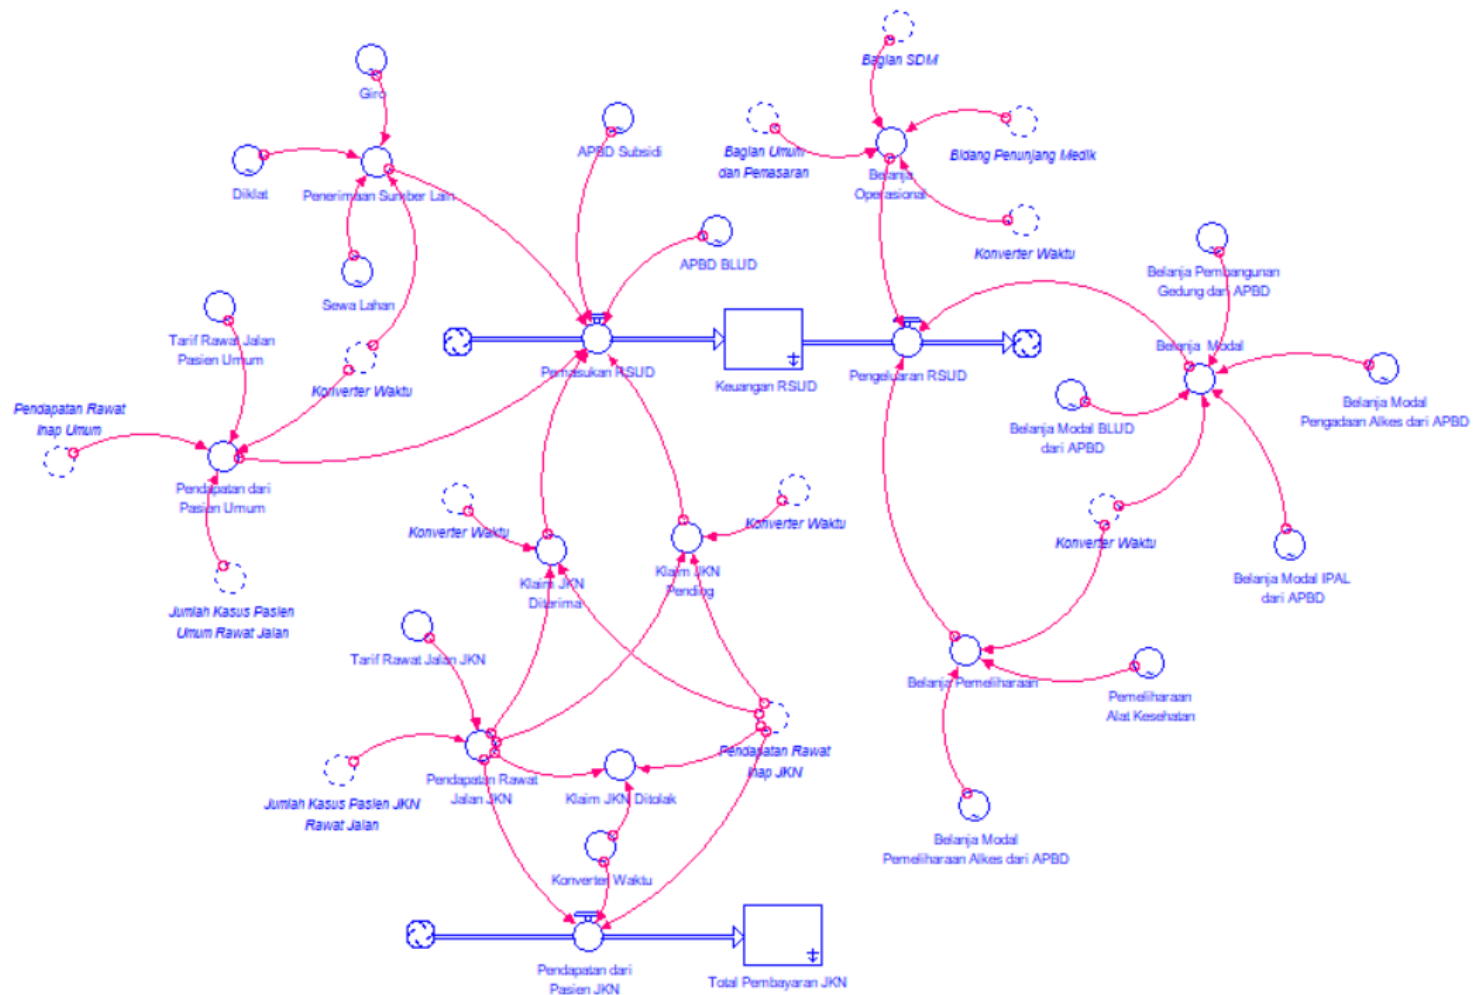 Bagian SDM
Giro
APBD Subsidi
Bagian Umum
dan Pemasaran
Bidang Penunjang Medik
Belanja
Operasional
Diklat
Penerimaan Sumber Lain
Konverter Waktu
APBD BLUD
Sewa Lahan
Belanja Pembangunan
Gedung dari APBD
Tarif Rawat Jalan
Pasien Umum
Konverter Waktu
Pemasukan RSUD
Keuangan RSUD
Pengeluaran RSUD
Belanja Modal
Pendapatan Rawat
Inap Umum
Belanja Modal BLUD
dari APBD
Belanja Modal
Pengadaan Alkes dari APBD
Pendapatan dari
Pasien Umum
Konverter Waktu
Konverter Waktu
Konverter Waktu
Klaim JKN
Diterima
Klaim JKN
Pending
Belanja Modal IPAL
dari APBD
Jumlah Kasus Pasien
Umum Rawat Jalan
Tarif Rawat Jalan JKN
Belanja Pemeliharaan
Pemeliharaan
Alat Kesehatan
Pendapatan Rawat
Inap JKN
Pendapatan Rawat
Jalan JKN
Klaim JKN Ditolak
Jumlah Kasus Pasien JKN
Rawat Jalan
Belanja Modal
Pemeliharaan Alkes dari APBD
Konverter Waktu
Pendapatan dari
Pasien JKN
Total Pembayaran JKN